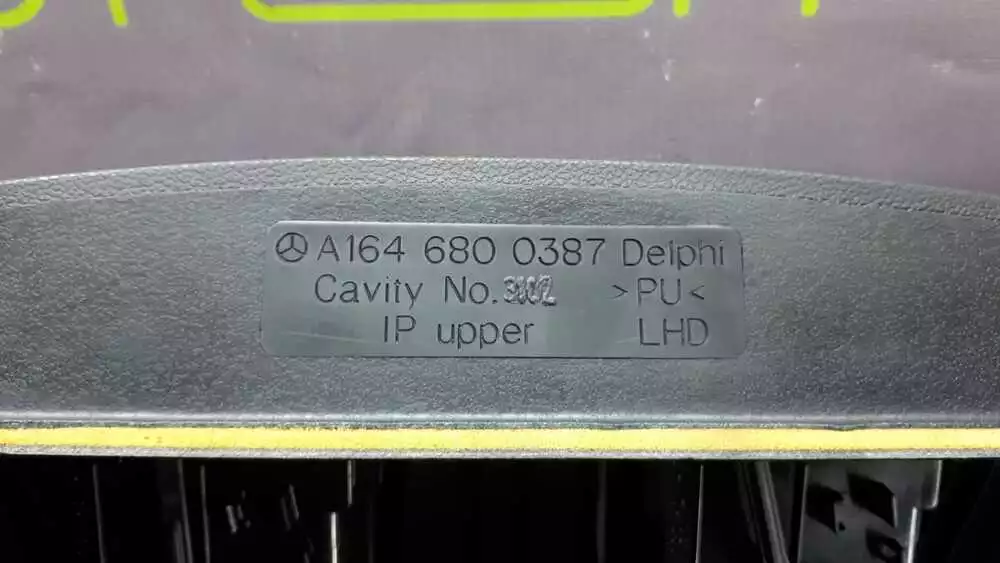 A164 680 0387 Delphi
Cavity No. >PU<
IP upper LHD